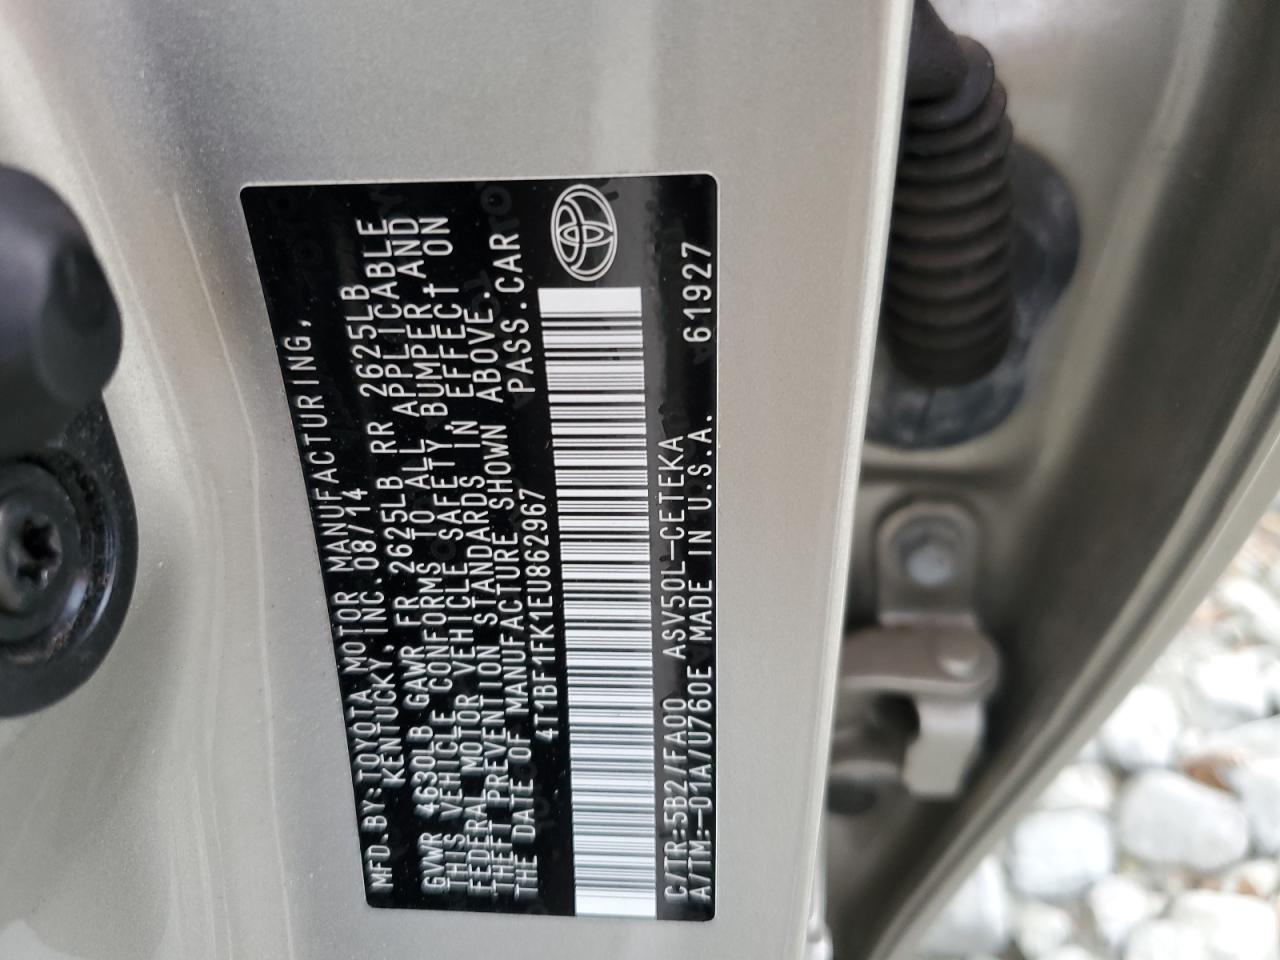 MFD.BY:TOYOTA MOTOR MANUFACTURING,
KENTUCKY, INC. 08/14
GVWR 4630LB GAWR FR 2625LB RR 2625LB
THIS VEHICLE CONFORMS TO ALL APPLICABLE
FEDERAL MOTOR VEHICLE SAFETY, BUMPER, AND
THEFT PREVENTION STANDARDS IN EFFECT ON
THE DATE OF MANUFACTURE SHOWN ABOVE.
4T1BF1FK1EU862967 PASS.CAR
C/TR:5B2/FA00 ASV50L-CETEKA
A/TM:-01A/U760E MADE IN U.S.A. 61927